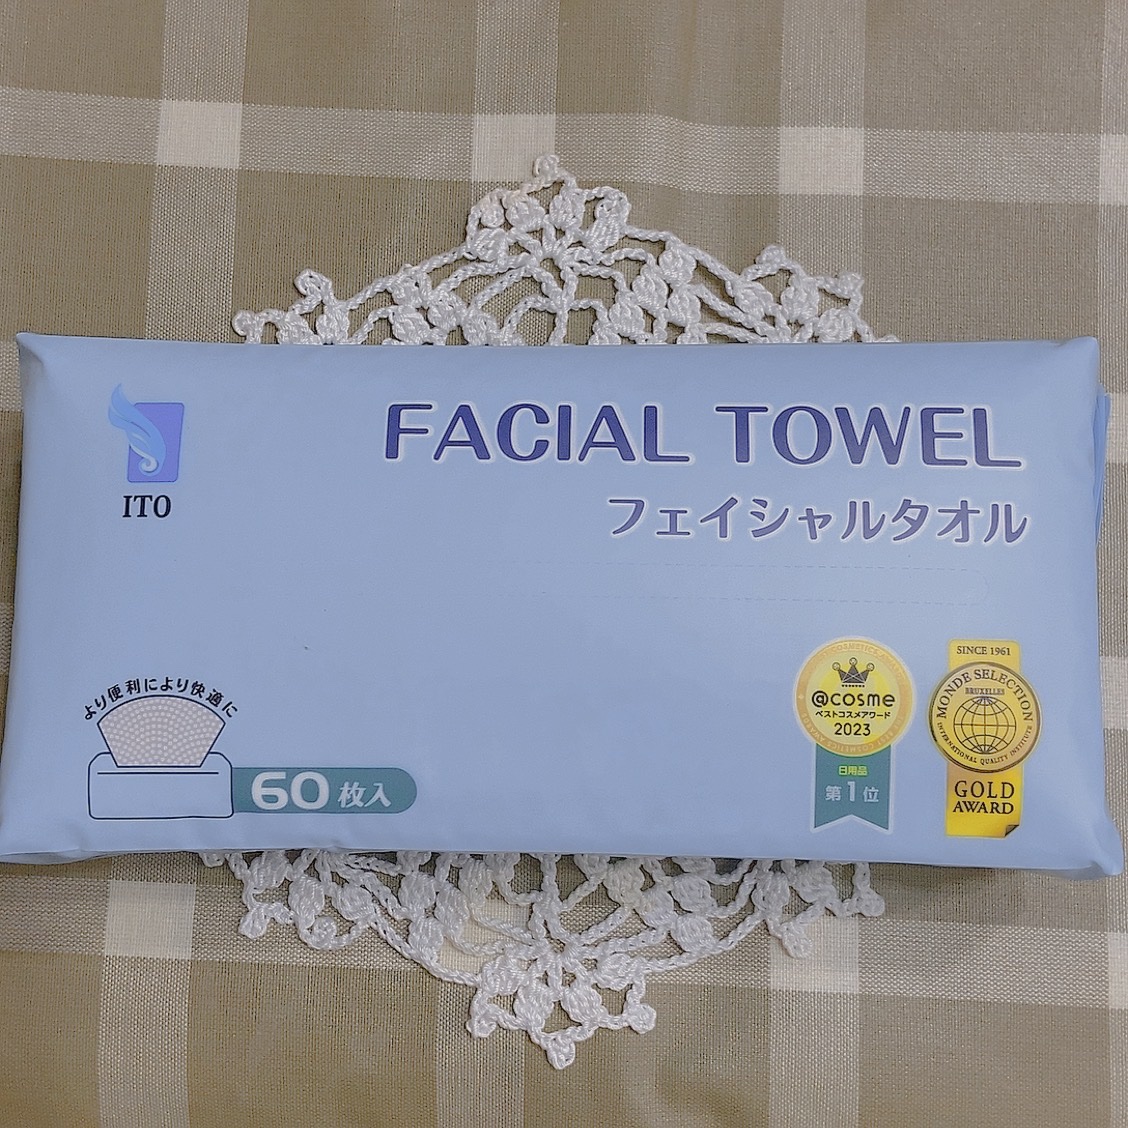 FACIAL TOWEL
フェイシャルタオル
ITO
より便利により快適に
60枚入
@cosme
ベストコスメアワード
2023
日用品
第1位
SINCE 1961
MONDE SELECTION
BRUXELLES
INTERNATIONAL QUALITY INSTITUTE
GOLD
AWARD